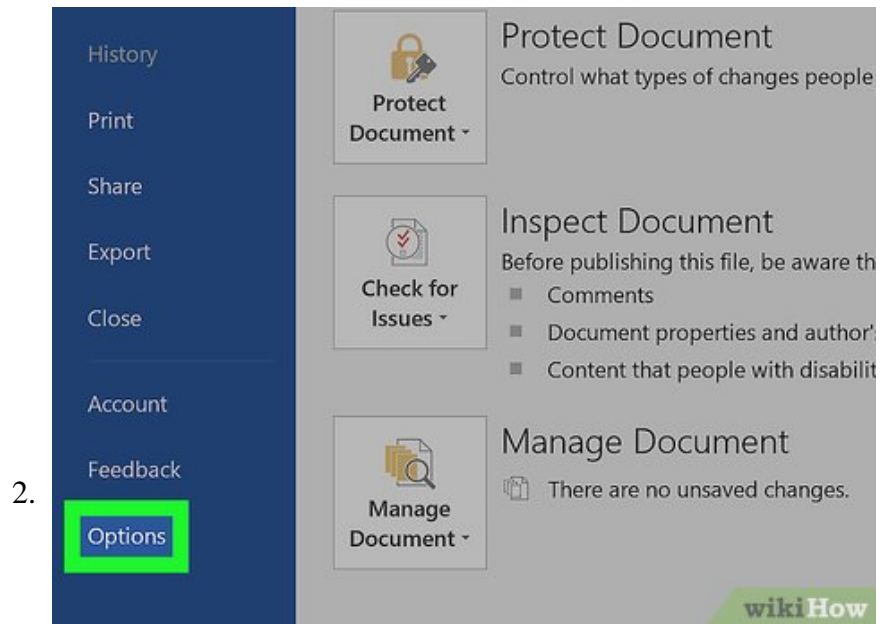 History
Print
Share
Export
Close
Account
Feedback
2.
Options
Protect
Document
Protect Document
Control what types of changes people
Check for
Issues
Inspect Document
Before publishing this file, be aware th
Comments
Document properties and author's
Content that people with disabilit
Manage
Document
Manage Document
There are no unsaved changes.
wikiHow